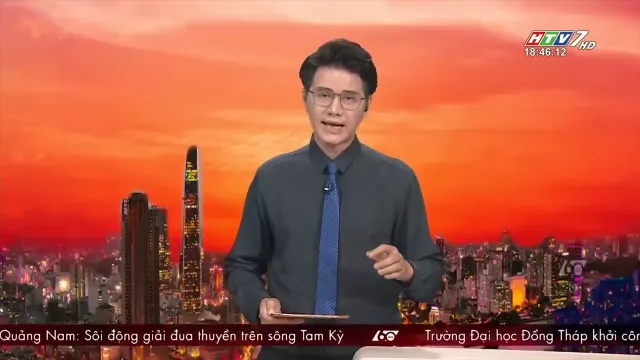 HTV7 HD
18:46:12
Quảng Nam: Sôi động giải đua thuyền trên sông Tam Kỳ 60 Trường Đại học Đồng Tháp khởi côn